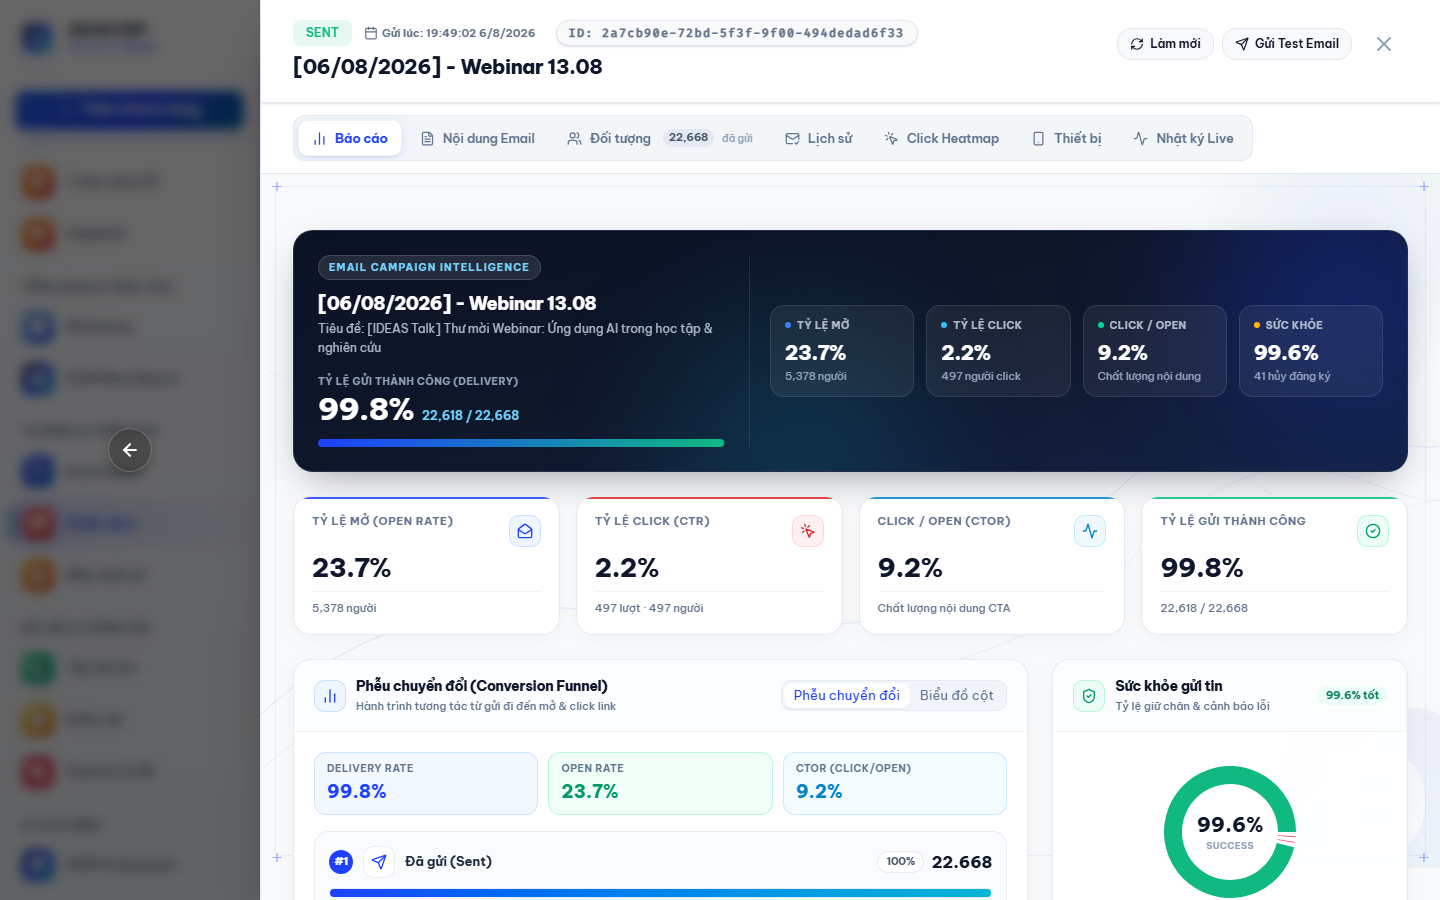 SENT
Gửi lúc: 19:49:02 6/8/2026
ID: 2a7cb90e-72bd-5f3f-9f00-494dedad6f33
[06/08/2026] - Webinar 13.08
Làm mới
Gửi Test Email
Báo cáo
Nội dung Email
Đối tượng 22,668 đã gửi
Lịch sử
Click Heatmap
Thiết bị
Nhật ký Live
EMAIL CAMPAIGN INTELLIGENCE
[06/08/2026] - Webinar 13.08
Tiêu đề: [IDEAS Talk] Thư mời Webinar: Ứng dụng AI trong học tập &
nghiên cứu
TỶ LỆ GỬI THÀNH CÔNG (DELIVERY)
99.8% 22,618 / 22,668
TỶ LỆ MỞ
23.7%
5,378 người
TỶ LỆ CLICK
2.2%
497 người click
CLICK / OPEN
9.2%
Chất lượng nội dung
SỨC KHỎE
99.6%
41 hủy đăng ký
TỶ LỆ MỞ (OPEN RATE)
23.7%
5,378 người
TỶ LỆ CLICK (CTR)
2.2%
497 lượt · 497 người
CLICK / OPEN (CTOR)
9.2%
Chất lượng nội dung CTA
TỶ LỆ GỬI THÀNH CÔNG
99.8%
22,618 / 22,668
Phễu chuyển đổi (Conversion Funnel)
Hành trình tương tác từ gửi đi đến mở & click link
Phễu chuyển đổi
Biểu đồ cột
DELIVERY RATE
99.8%
OPEN RATE
23.7%
CTOR (CLICK/OPEN)
9.2%
#1 Đã gửi (Sent) 100% 22.668
Sức khỏe gửi tin
Tỷ lệ giữ chân & cảnh báo lỗi
99.6% tốt
99.6%
SUCCESS